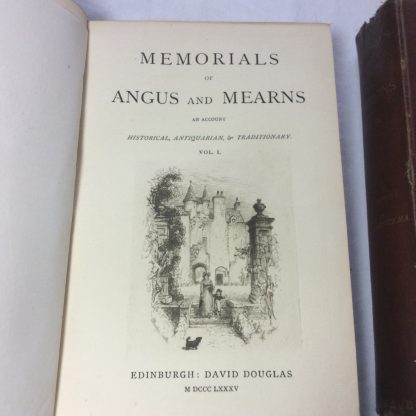 MEMORIALS
OF
ANGUS AND MEARNS
AN ACCOUNT
HISTORICAL, ANTIQUARIAN, & TRADITIONARY.
VOL. I.
EDINBURGH: DAVID DOUGLAS
M DCCC LXXXV